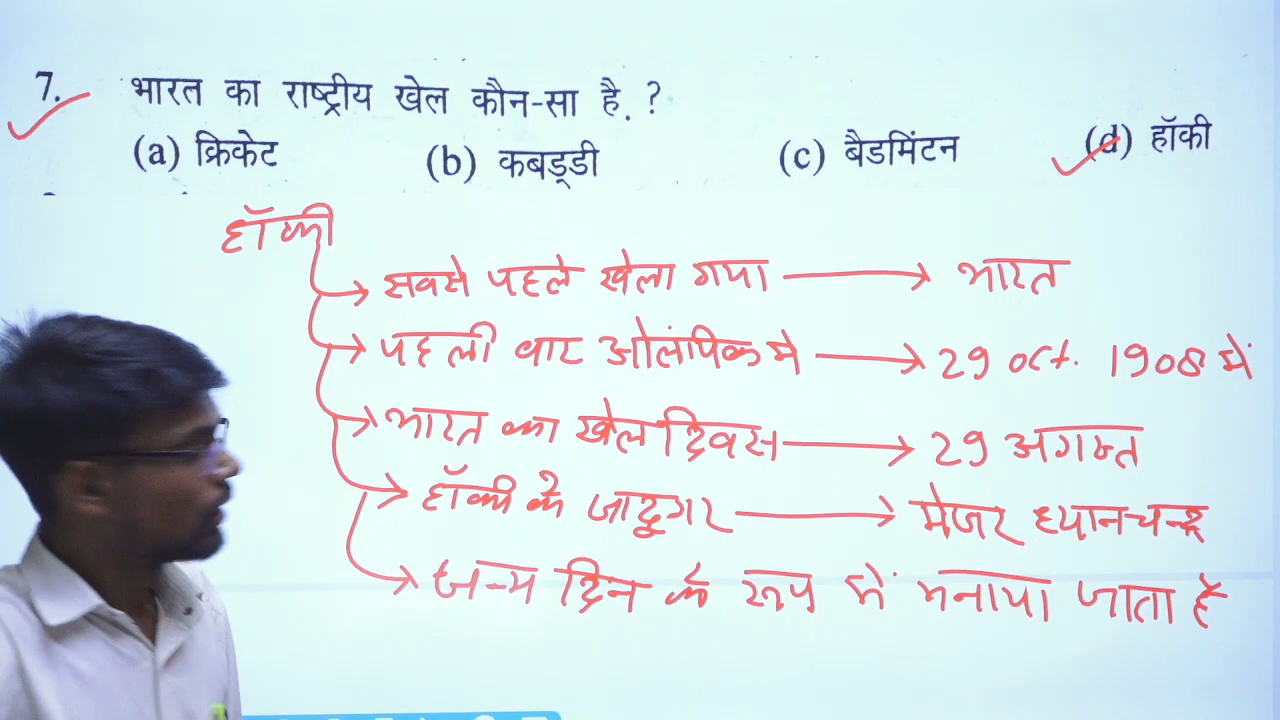 7. भारत का राष्ट्रीय खेल कौन-सा है. ?
(a) क्रिकेट (b) कबड्डी (c) बैडमिंटन (d) हॉकी
हॉकी
→ सबसे पहले खेला गया → भारत
→ पहली बार ओलंपिक मे → 29 oct. 1908 में
→ भारत का खेल दिवस → 29 अगस्त
→ हॉकी के जादुगर → मेजर ध्यानचन्द्र
→ जन्म दिन के रूप में मनाया जाता है